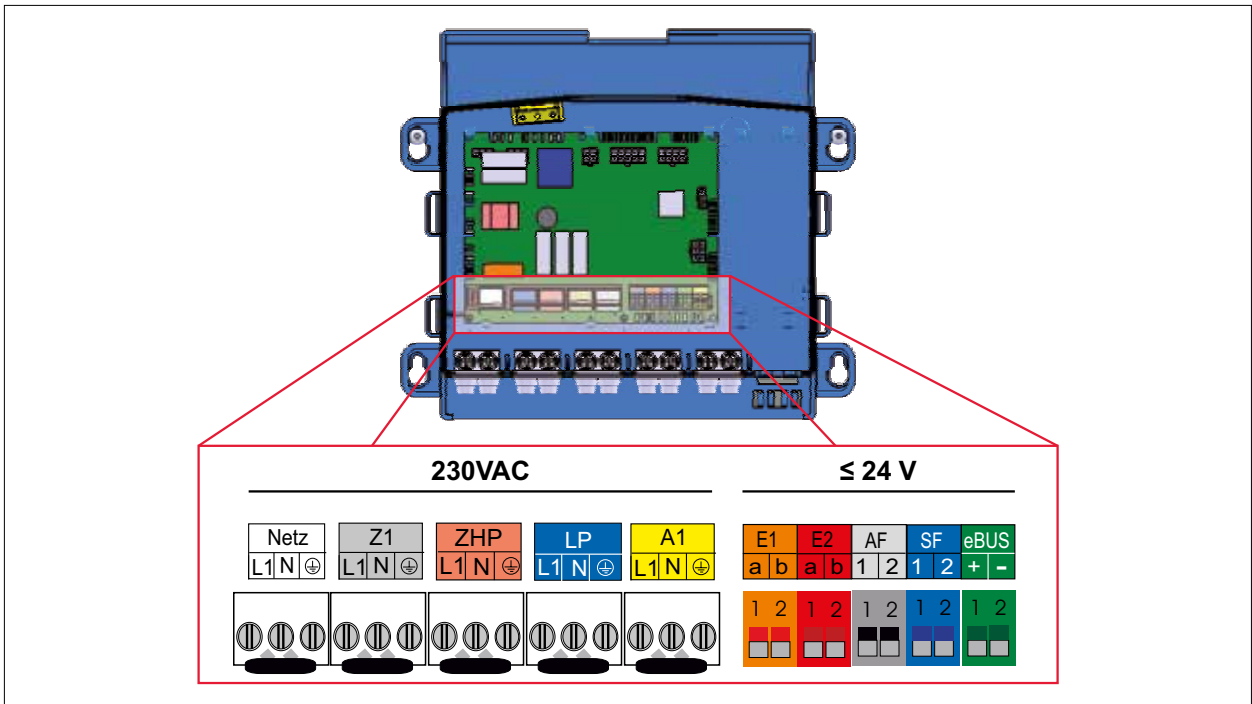 230VAC ≤ 24 V
Netz Z1 ZHP LP A1 E1 E2 AF SF eBUS
L1 N ⏚ L1 N ⏚ L1 N ⏚ L1 N ⏚ L1 N ⏚ a b a b 1 2 1 2 + -
1 2 1 2 1 2 1 2 1 2